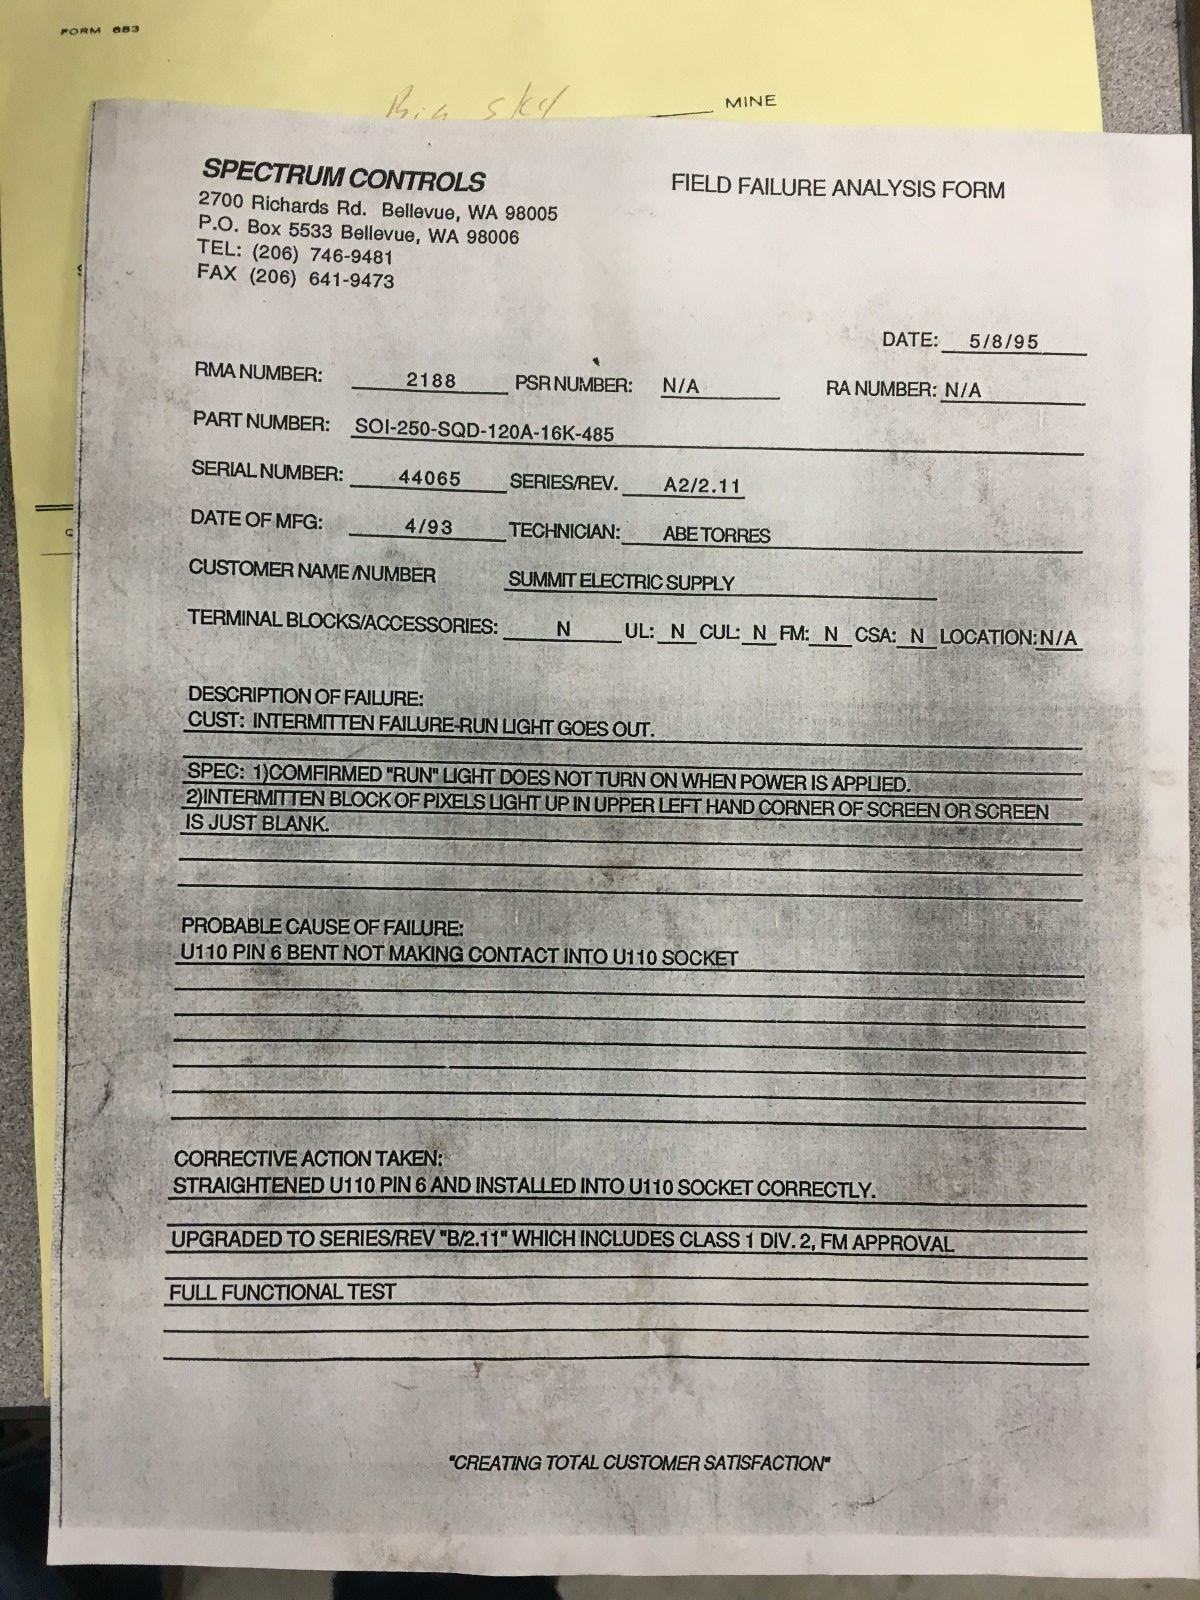 FORM 683
Big Sky MINE
SPECTRUM CONTROLS
FIELD FAILURE ANALYSIS FORM
2700 Richards Rd. Bellevue, WA 98005
P.O. Box 5533 Bellevue, WA 98006
TEL: (206) 746-9481
FAX (206) 641-9473
DATE: 5/8/95
RMA NUMBER: 2188 PSR NUMBER: N/A RA NUMBER: N/A
PART NUMBER: SOI-250-SQD-120A-16K-485
SERIAL NUMBER: 44065 SERIES/REV. A2/2.11
DATE OF MFG: 4/93 TECHNICIAN: ABE TORRES
CUSTOMER NAME/NUMBER SUMMIT ELECTRIC SUPPLY
TERMINAL BLOCKS/ACCESSORIES: N UL: N CUL: N FM: N CSA: N LOCATION: N/A
DESCRIPTION OF FAILURE:
CUST: INTERMITTEN FAILURE-RUN LIGHT GOES OUT.
SPEC: 1)COMFIRMED "RUN" LIGHT DOES NOT TURN ON WHEN POWER IS APPLIED.
2)INTERMITTEN BLOCK OF PIXELS LIGHT UP IN UPPER LEFT HAND CORNER OF SCREEN OR SCREEN
IS JUST BLANK.
PROBABLE CAUSE OF FAILURE:
U110 PIN 6 BENT NOT MAKING CONTACT INTO U110 SOCKET
CORRECTIVE ACTION TAKEN:
STRAIGHTENED U110 PIN 6 AND INSTALLED INTO U110 SOCKET CORRECTLY.
UPGRADED TO SERIES/REV "B/2.11" WHICH INCLUDES CLASS 1 DIV. 2, FM APPROVAL
FULL FUNCTIONAL TEST
"CREATING TOTAL CUSTOMER SATISFACTION"